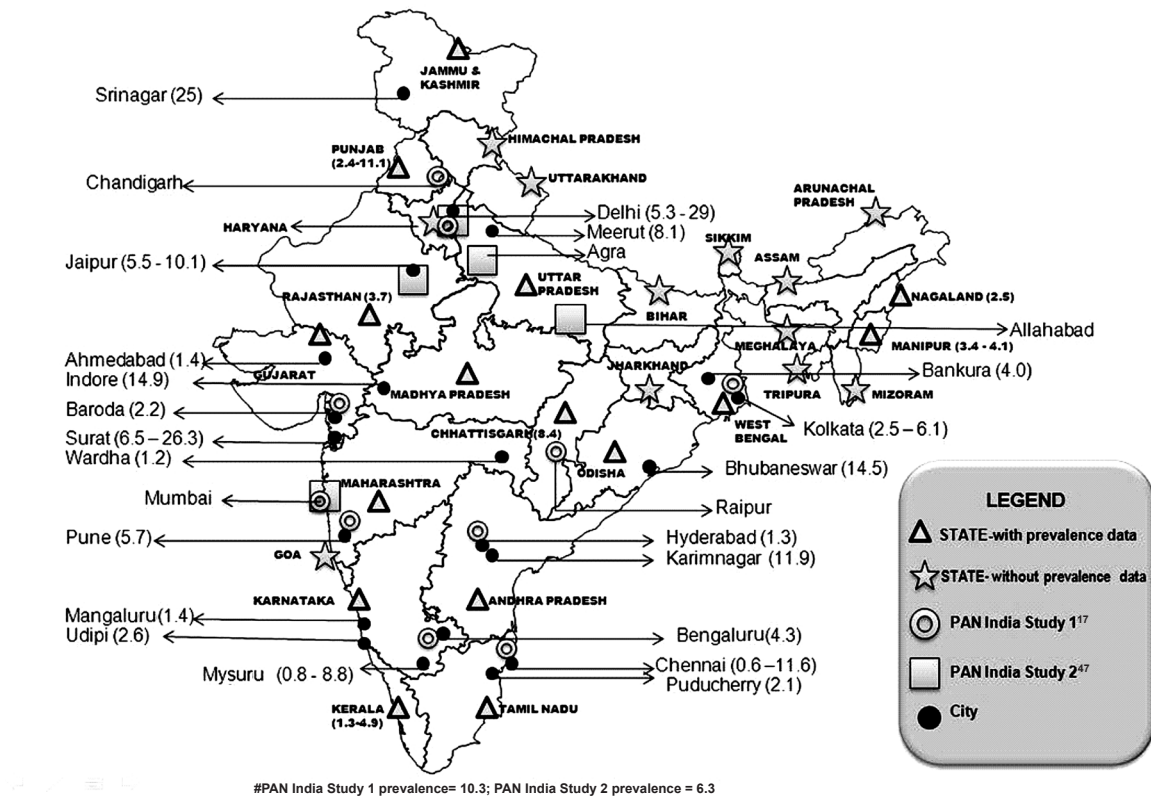 JAMMU &
KASHMIR
Srinagar (25)
HIMACHAL PRADESH
PUNJAB
(2.4-11.1)
Chandigarh
UTTARAKHAND
ARUNACHAL
PRADESH
HARYANA
Delhi (5.3 - 29)
Meerut (8.1)
Agra
SIKKIM
ASSAM
Jaipur (5.5 - 10.1)
UTTAR
PRADESH
RAJASTHAN (3.7)
NAGALAND (2.5)
BIHAR
Allahabad
MEGHALAYA
MANIPUR (3.4 - 4.1)
Ahmedabad (1.4)
GUJARAT
Indore (14.9)
MADHYA PRADESH
JHARKHAND
Bankura (4.0)
TRIPURA
MIZORAM
Baroda (2.2)
WEST
BENGAL
Kolkata (2.5 – 6.1)
Surat (6.5 – 26.3)
CHHATTISGARH (8.4)
Wardha (1.2)
ODISHA
Bhubaneswar (14.5)
MAHARASHTRA
Mumbai
Raipur
Pune (5.7)
Hyderabad (1.3)
GOA
Karimnagar (11.9)
KARNATAKA
ANDHRA PRADESH
Mangaluru (1.4)
Udipi (2.6)
Bengaluru(4.3)
Mysuru (0.8 - 8.8)
Chennai (0.6 –11.6)
Puducherry (2.1)
KERALA
(1.3-4.9)
TAMIL NADU
LEGEND
STATE-with prevalence data
STATE- without prevalence data
PAN India Study 1¹⁷
PAN India Study 2⁴⁷
City
#PAN India Study 1 prevalence= 10.3; PAN India Study 2 prevalence = 6.3